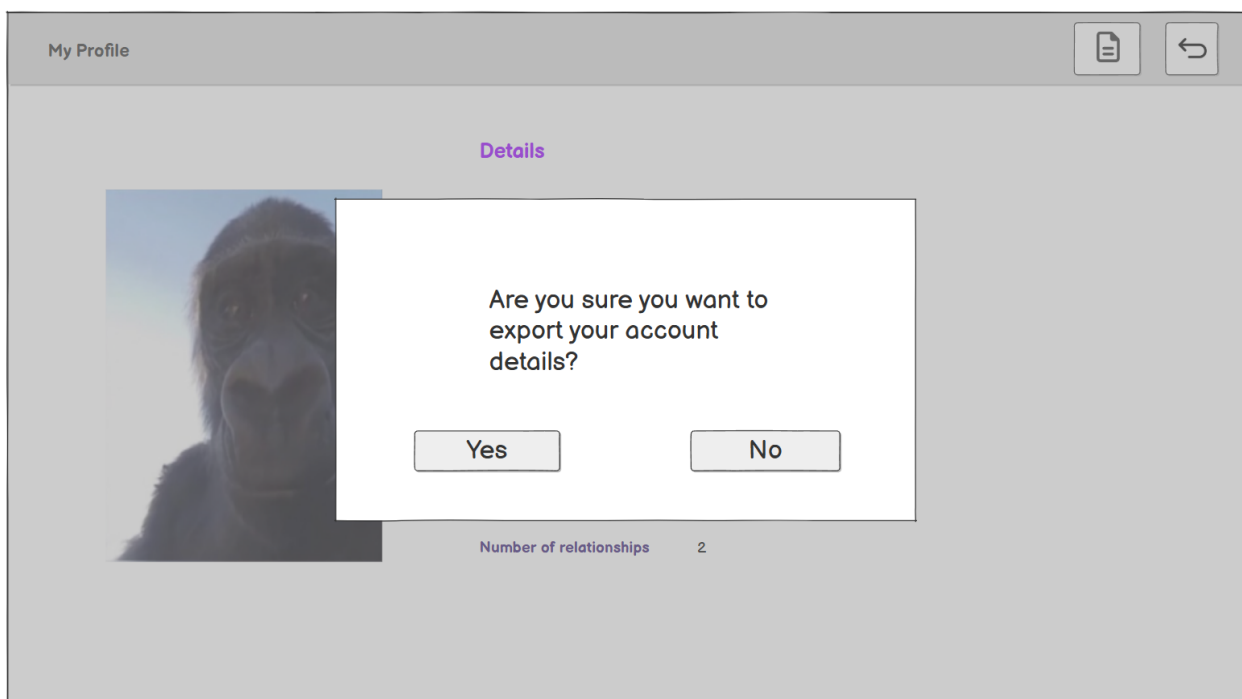 My Profile
Details
Are you sure you want to
export your account
details?
Yes
No
Number of relationships 2